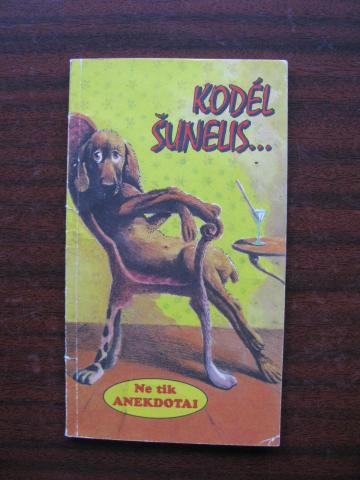 KODĖL
ŠUNELIS...
Ne tik
ANEKDOTAI